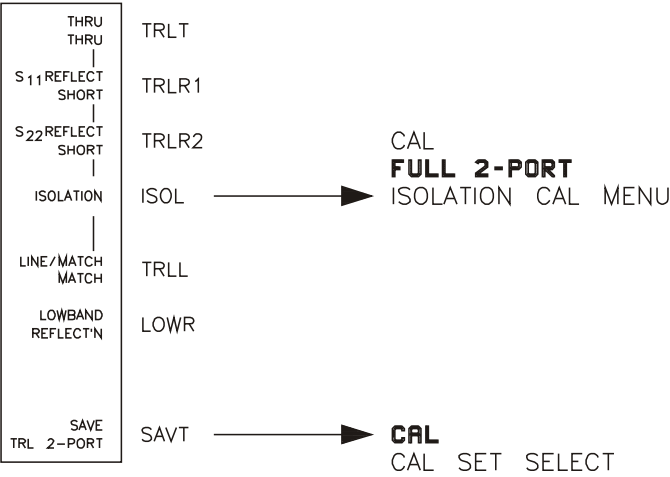 THRU
THRU
TRLT
S11REFLECT
SHORT
TRLR1
S22REFLECT
SHORT
TRLR2
ISOLATION
ISOL
CAL
FULL 2-PORT
ISOLATION CAL MENU
LINE/MATCH
MATCH
TRLL
LOWBAND
REFLECT'N
LOWR
SAVE
TRL 2-PORT
SAVT
CAL
CAL SET SELECT